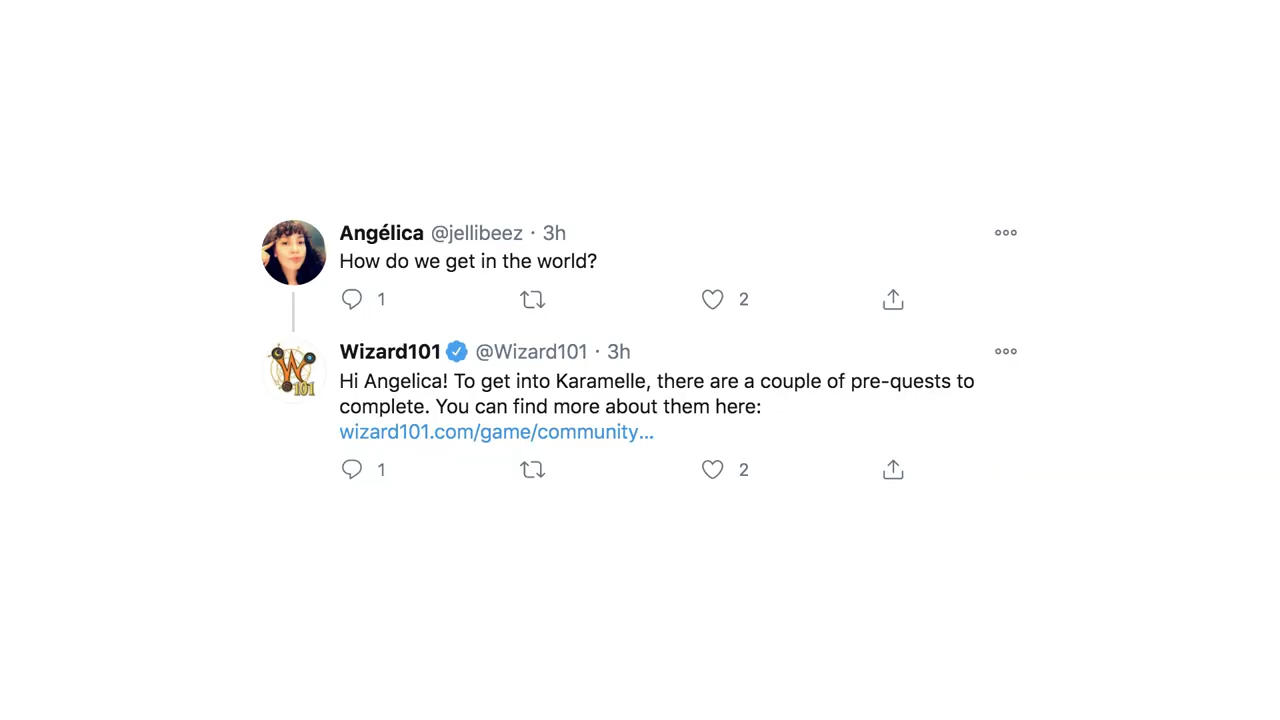 Angélica @jellibeez · 3h
How do we get in the world?
1 2
Wizard101 @Wizard101 · 3h
W 101
Hi Angelica! To get into Karamelle, there are a couple of pre-quests to
complete. You can find more about them here:
wizard101.com/game/community...
1 2